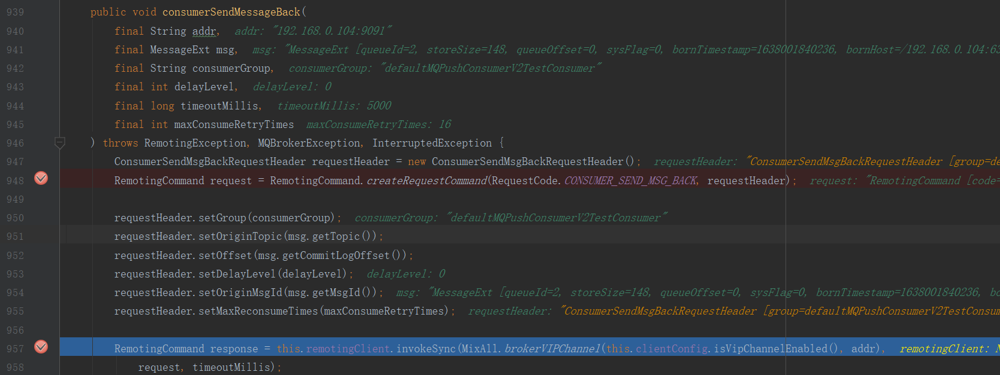 939 public void consumerSendMessageBack(
940 final String addr, addr: "192.168.0.104:9091"
941 final MessageExt msg, msg: "MessageExt [queueId=2, storeSize=148, queueOffset=0, sysFlag=0, bornTimestamp=1638001840236, bornHost=/192.168.0.104:63
942 final String consumerGroup, consumerGroup: "defaultMQPushConsumerV2TestConsumer"
943 final int delayLevel, delayLevel: 0
944 final long timeoutMillis, timeoutMillis: 5000
945 final int maxConsumeRetryTimes maxConsumeRetryTimes: 16
946 ) throws RemotingException, MQBrokerException, InterruptedException {
947 ConsumerSendMsgBackRequestHeader requestHeader = new ConsumerSendMsgBackRequestHeader(); requestHeader: "ConsumerSendMsgBackRequestHeader [group=de
948 RemotingCommand request = RemotingCommand.createRequestCommand(RequestCode.CONSUMER_SEND_MSG_BACK, requestHeader); request: "RemotingCommand [code=
949
950 requestHeader.setGroup(consumerGroup); consumerGroup: "defaultMQPushConsumerV2TestConsumer"
951 requestHeader.setOriginTopic(msg.getTopic());
952 requestHeader.setOffset(msg.getCommitLogOffset());
953 requestHeader.setDelayLevel(delayLevel); delayLevel: 0
954 requestHeader.setOriginMsgId(msg.getMsgId()); msg: "MessageExt [queueId=2, storeSize=148, queueOffset=0, sysFlag=0, bornTimestamp=1638001840236, bo
955 requestHeader.setMaxReconsumeTimes(maxConsumeRetryTimes); requestHeader: "ConsumerSendMsgBackRequestHeader [group=defaultMQPushConsumerV2TestConsum
956
957 RemotingCommand response = this.remotingClient.invokeSync(MixAll.brokerVIPChannel(this.clientConfig.isVipChannelEnabled(), addr), remotingClient: N
958 request, timeoutMillis);